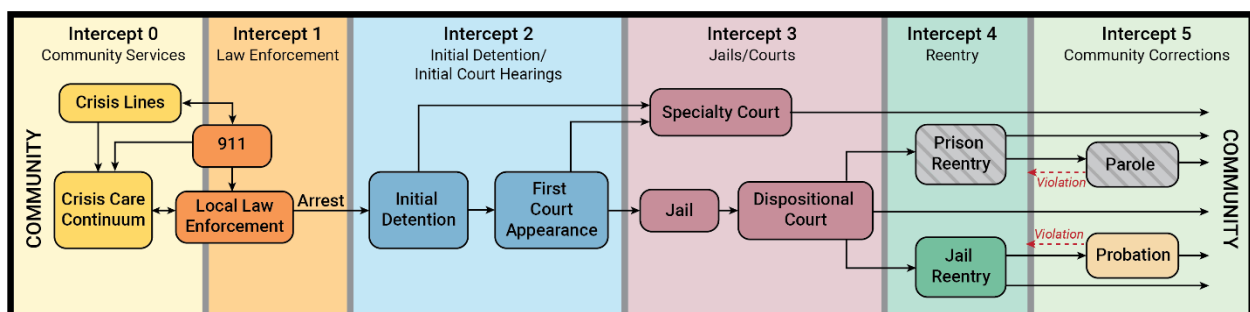 Intercept 0
Community Services
Intercept 1
Law Enforcement
Intercept 2
Initial Detention/
Initial Court Hearings
Intercept 3
Jails/Courts
Intercept 4
Reentry
Intercept 5
Community Corrections
COMMUNITY
Crisis Lines
911
Crisis Care
Continuum
Local Law
Enforcement
Arrest
Initial
Detention
First
Court
Appearance
Specialty Court
Jail
Dispositional
Court
Prison
Reentry
Violation
Parole
Jail
Reentry
Violation
Probation
COMMUNITY